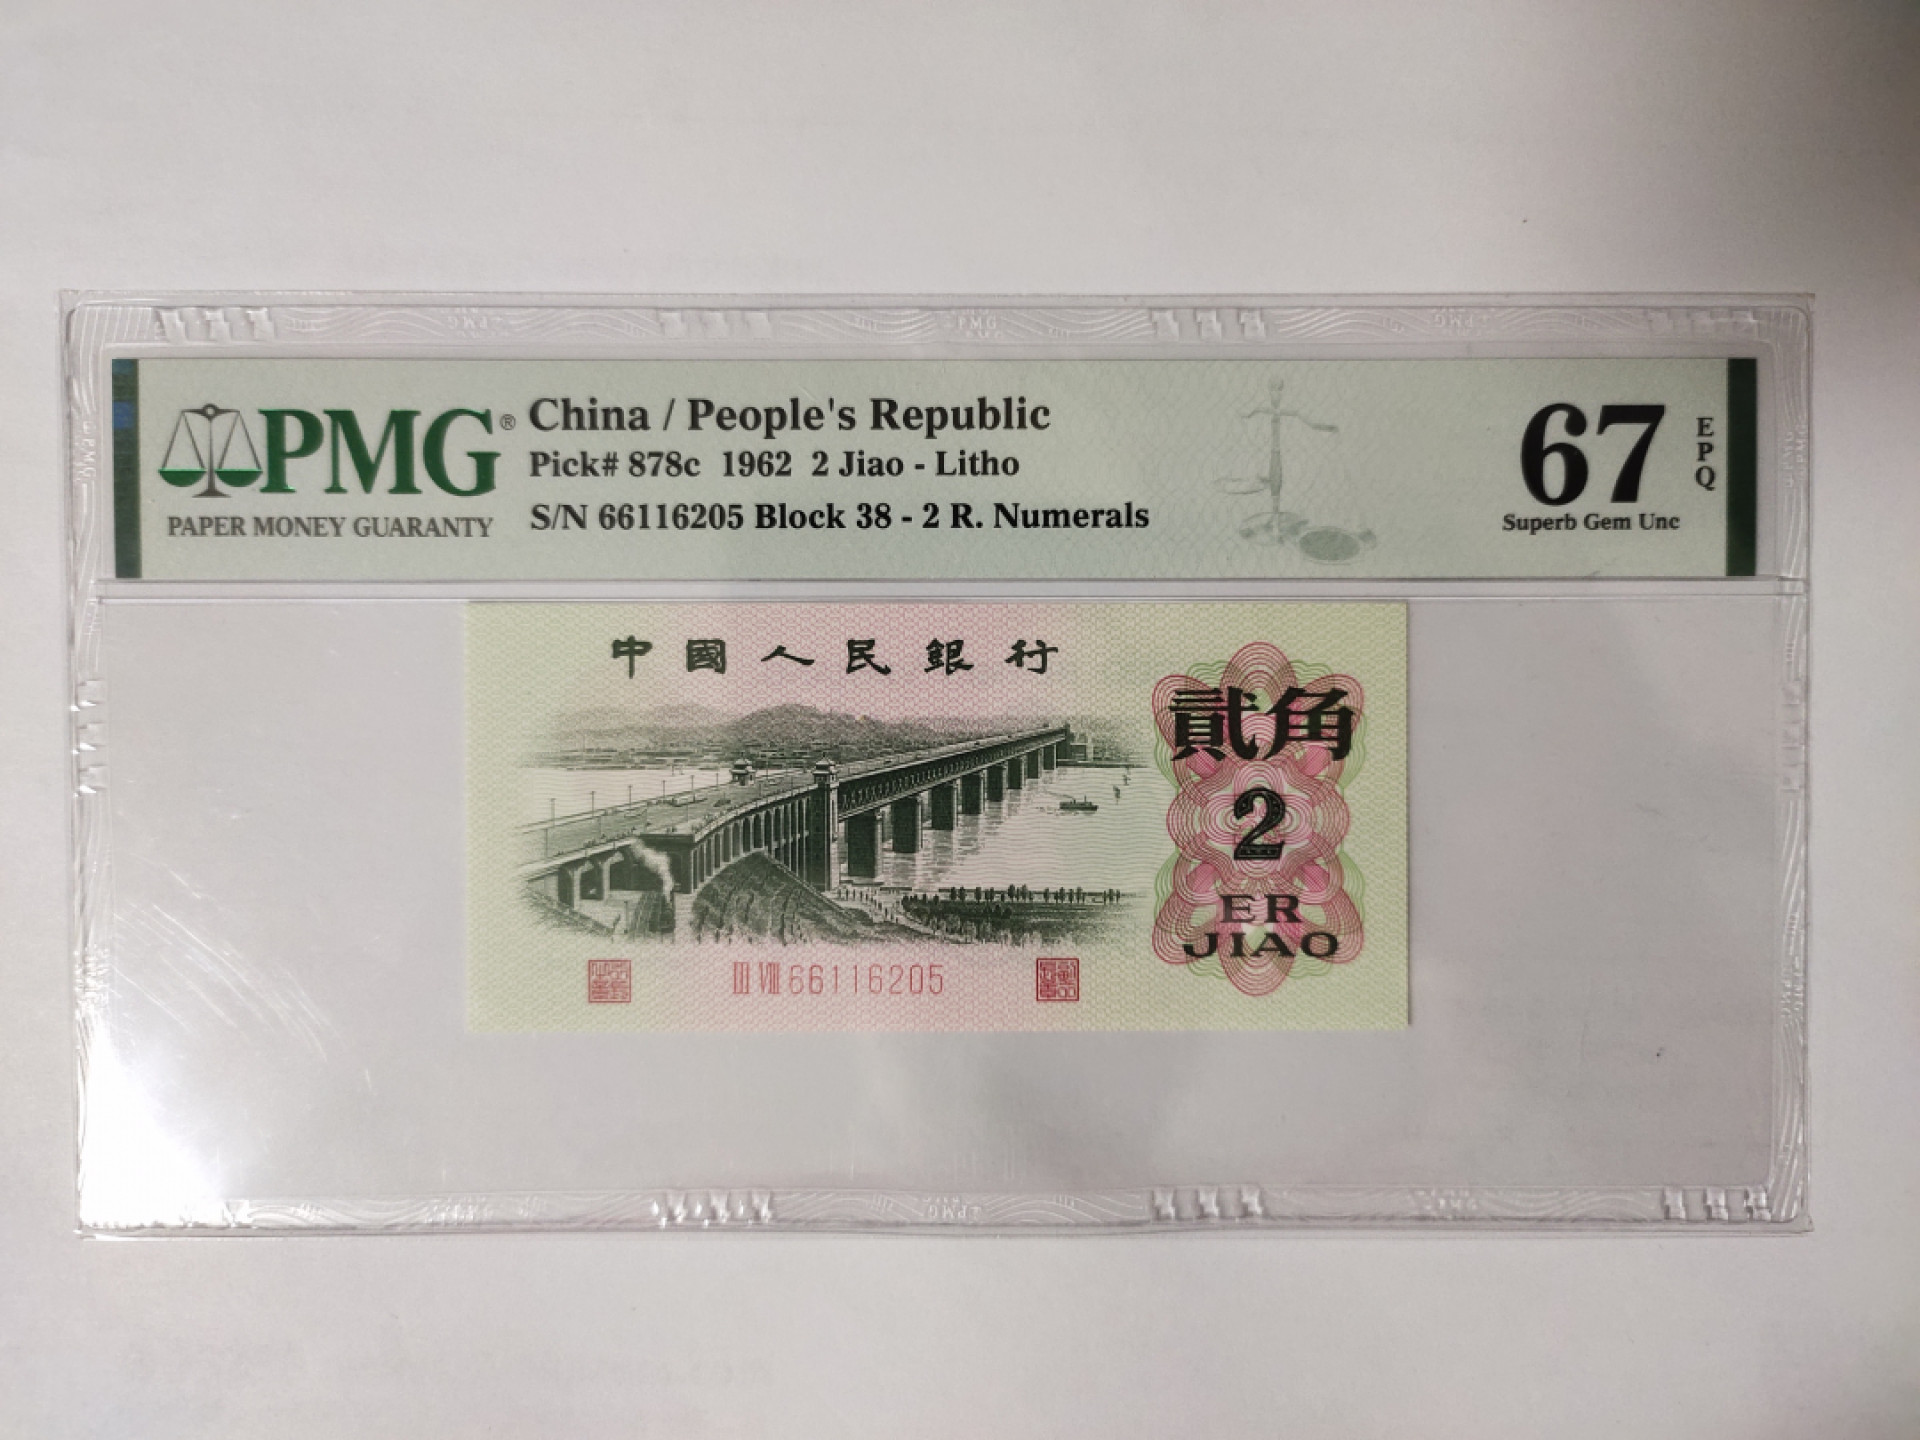 PMG®
PAPER MONEY GUARANTY
China / People's Republic
Pick# 878c 1962 2 Jiao - Litho
S/N 66116205 Block 38 - 2 R. Numerals
67
EPQ
Superb Gem Unc
中國人民銀行
貳角
2
ER
JIAO
III VIII 66116205